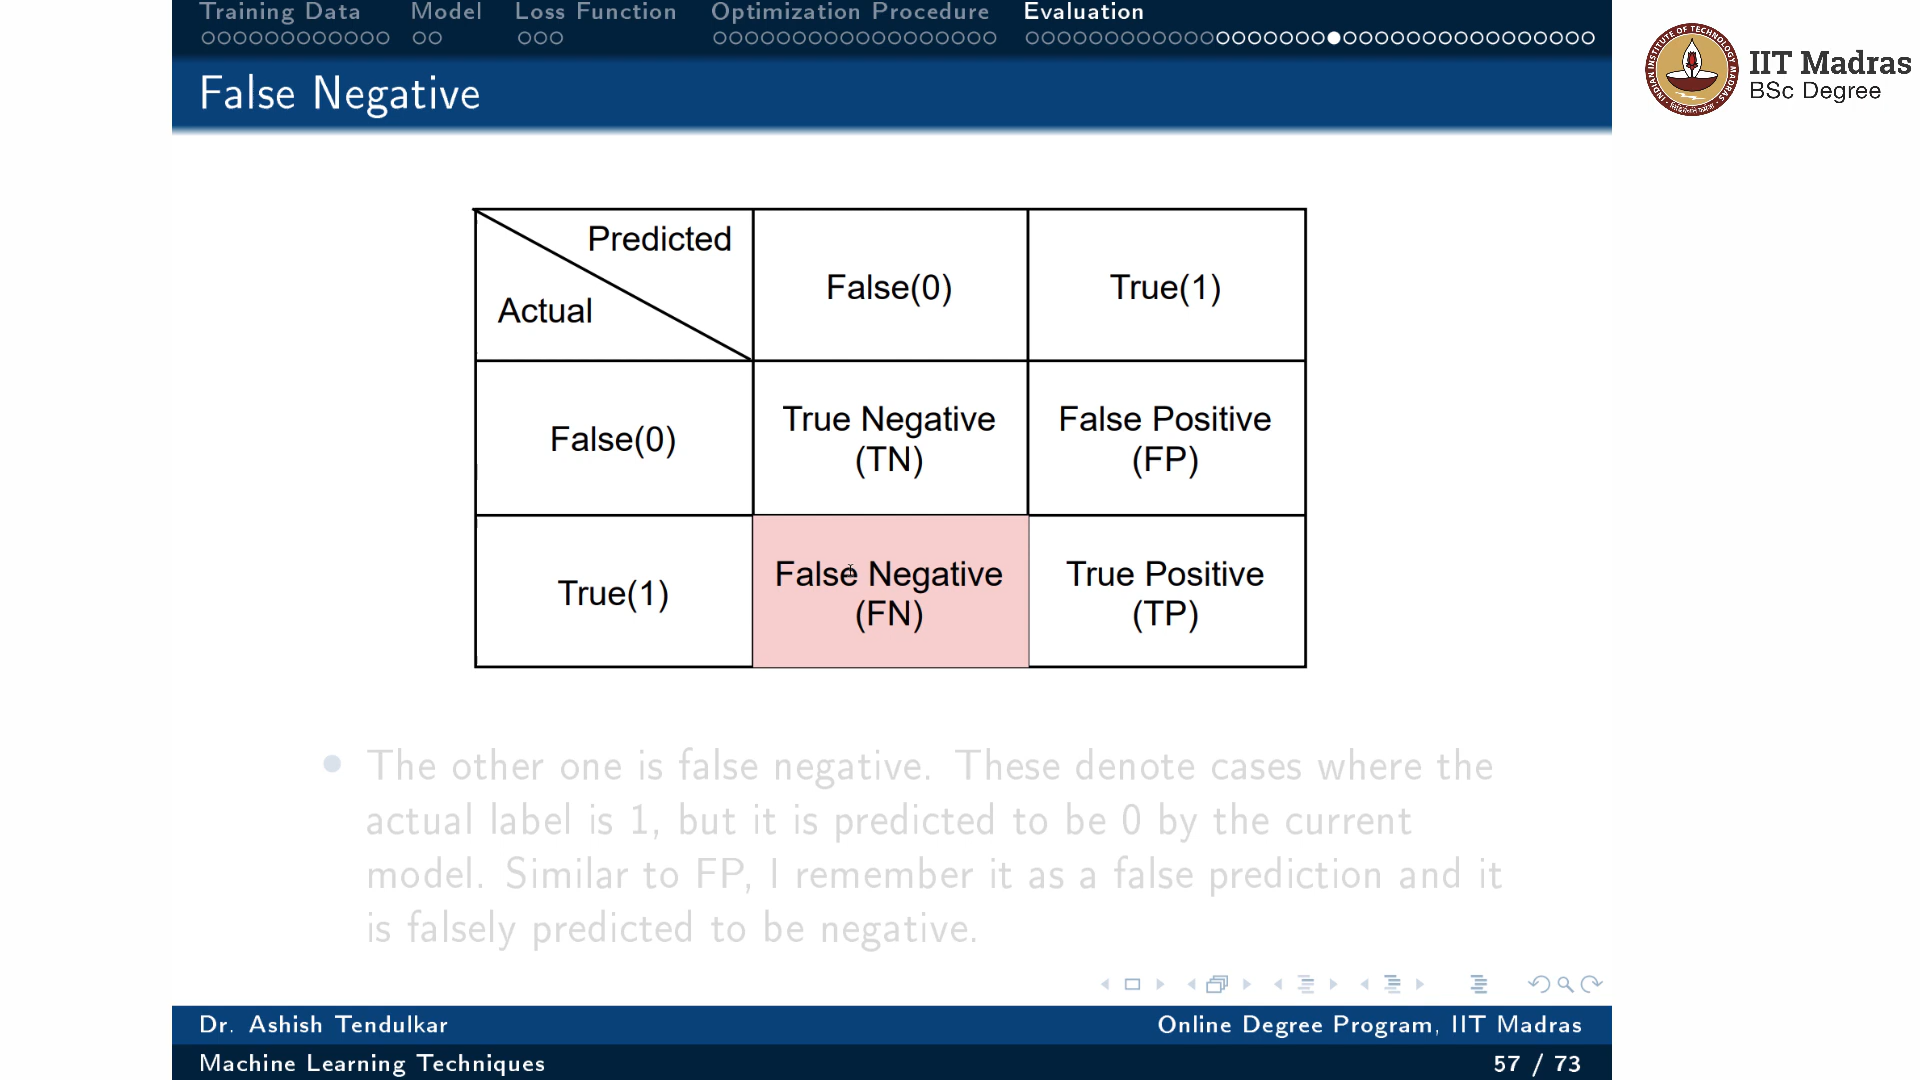 Training Data Model Loss Function Optimization Procedure Evaluation
IIT Madras
BSc Degree
False Negative
Predicted
Actual
False(0)
True(1)
False(0)
True Negative
(TN)
False Positive
(FP)
True(1)
False Negative
(FN)
True Positive
(TP)
The other one is false negative. These denote cases where the
actual label is 1, but it is predicted to be 0 by the current
model. Similar to FP, I remember it as a false prediction and it
is falsely predicted to be negative.
Dr. Ashish Tendulkar Online Degree Program, IIT Madras
Machine Learning Techniques 57 / 73